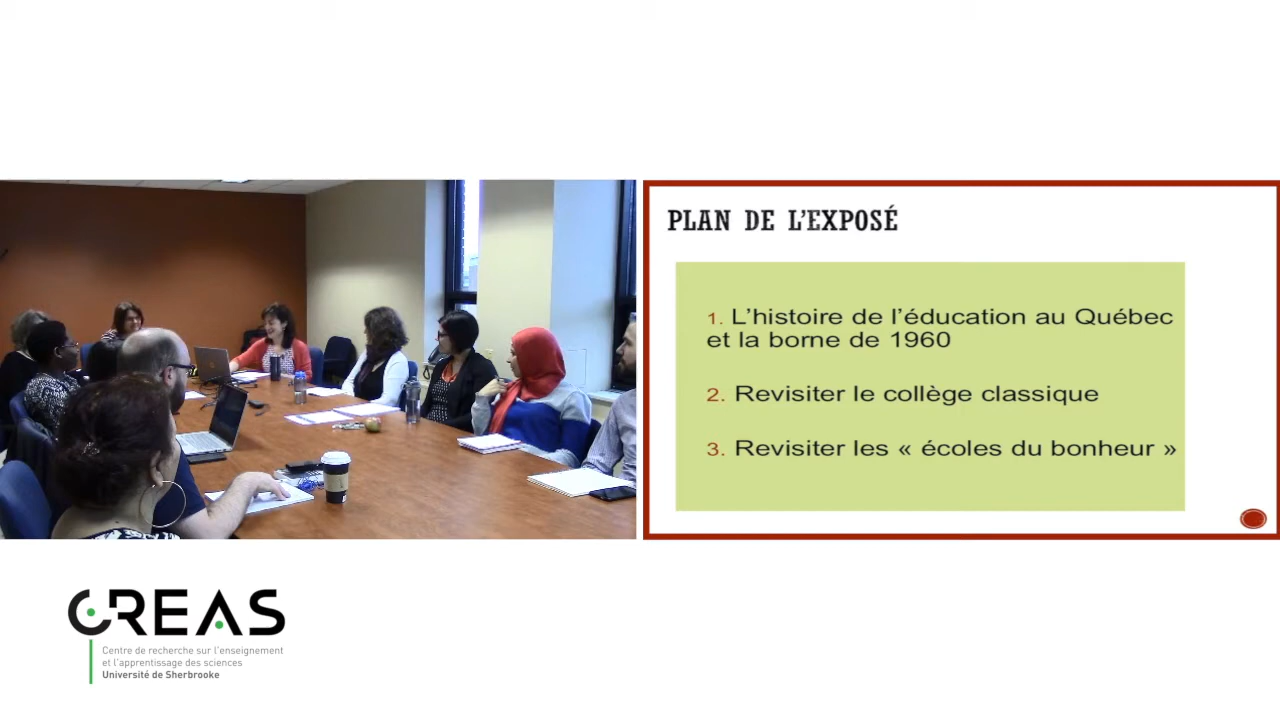 PLAN DE L'EXPOSÉ
1. L'histoire de l'éducation au Québec
et la borne de 1960
2. Revisiter le collège classique
3. Revisiter les « écoles du bonheur »
CREAS
Centre de recherche sur l'enseignement
et l'apprentissage des sciences
Université de Sherbrooke